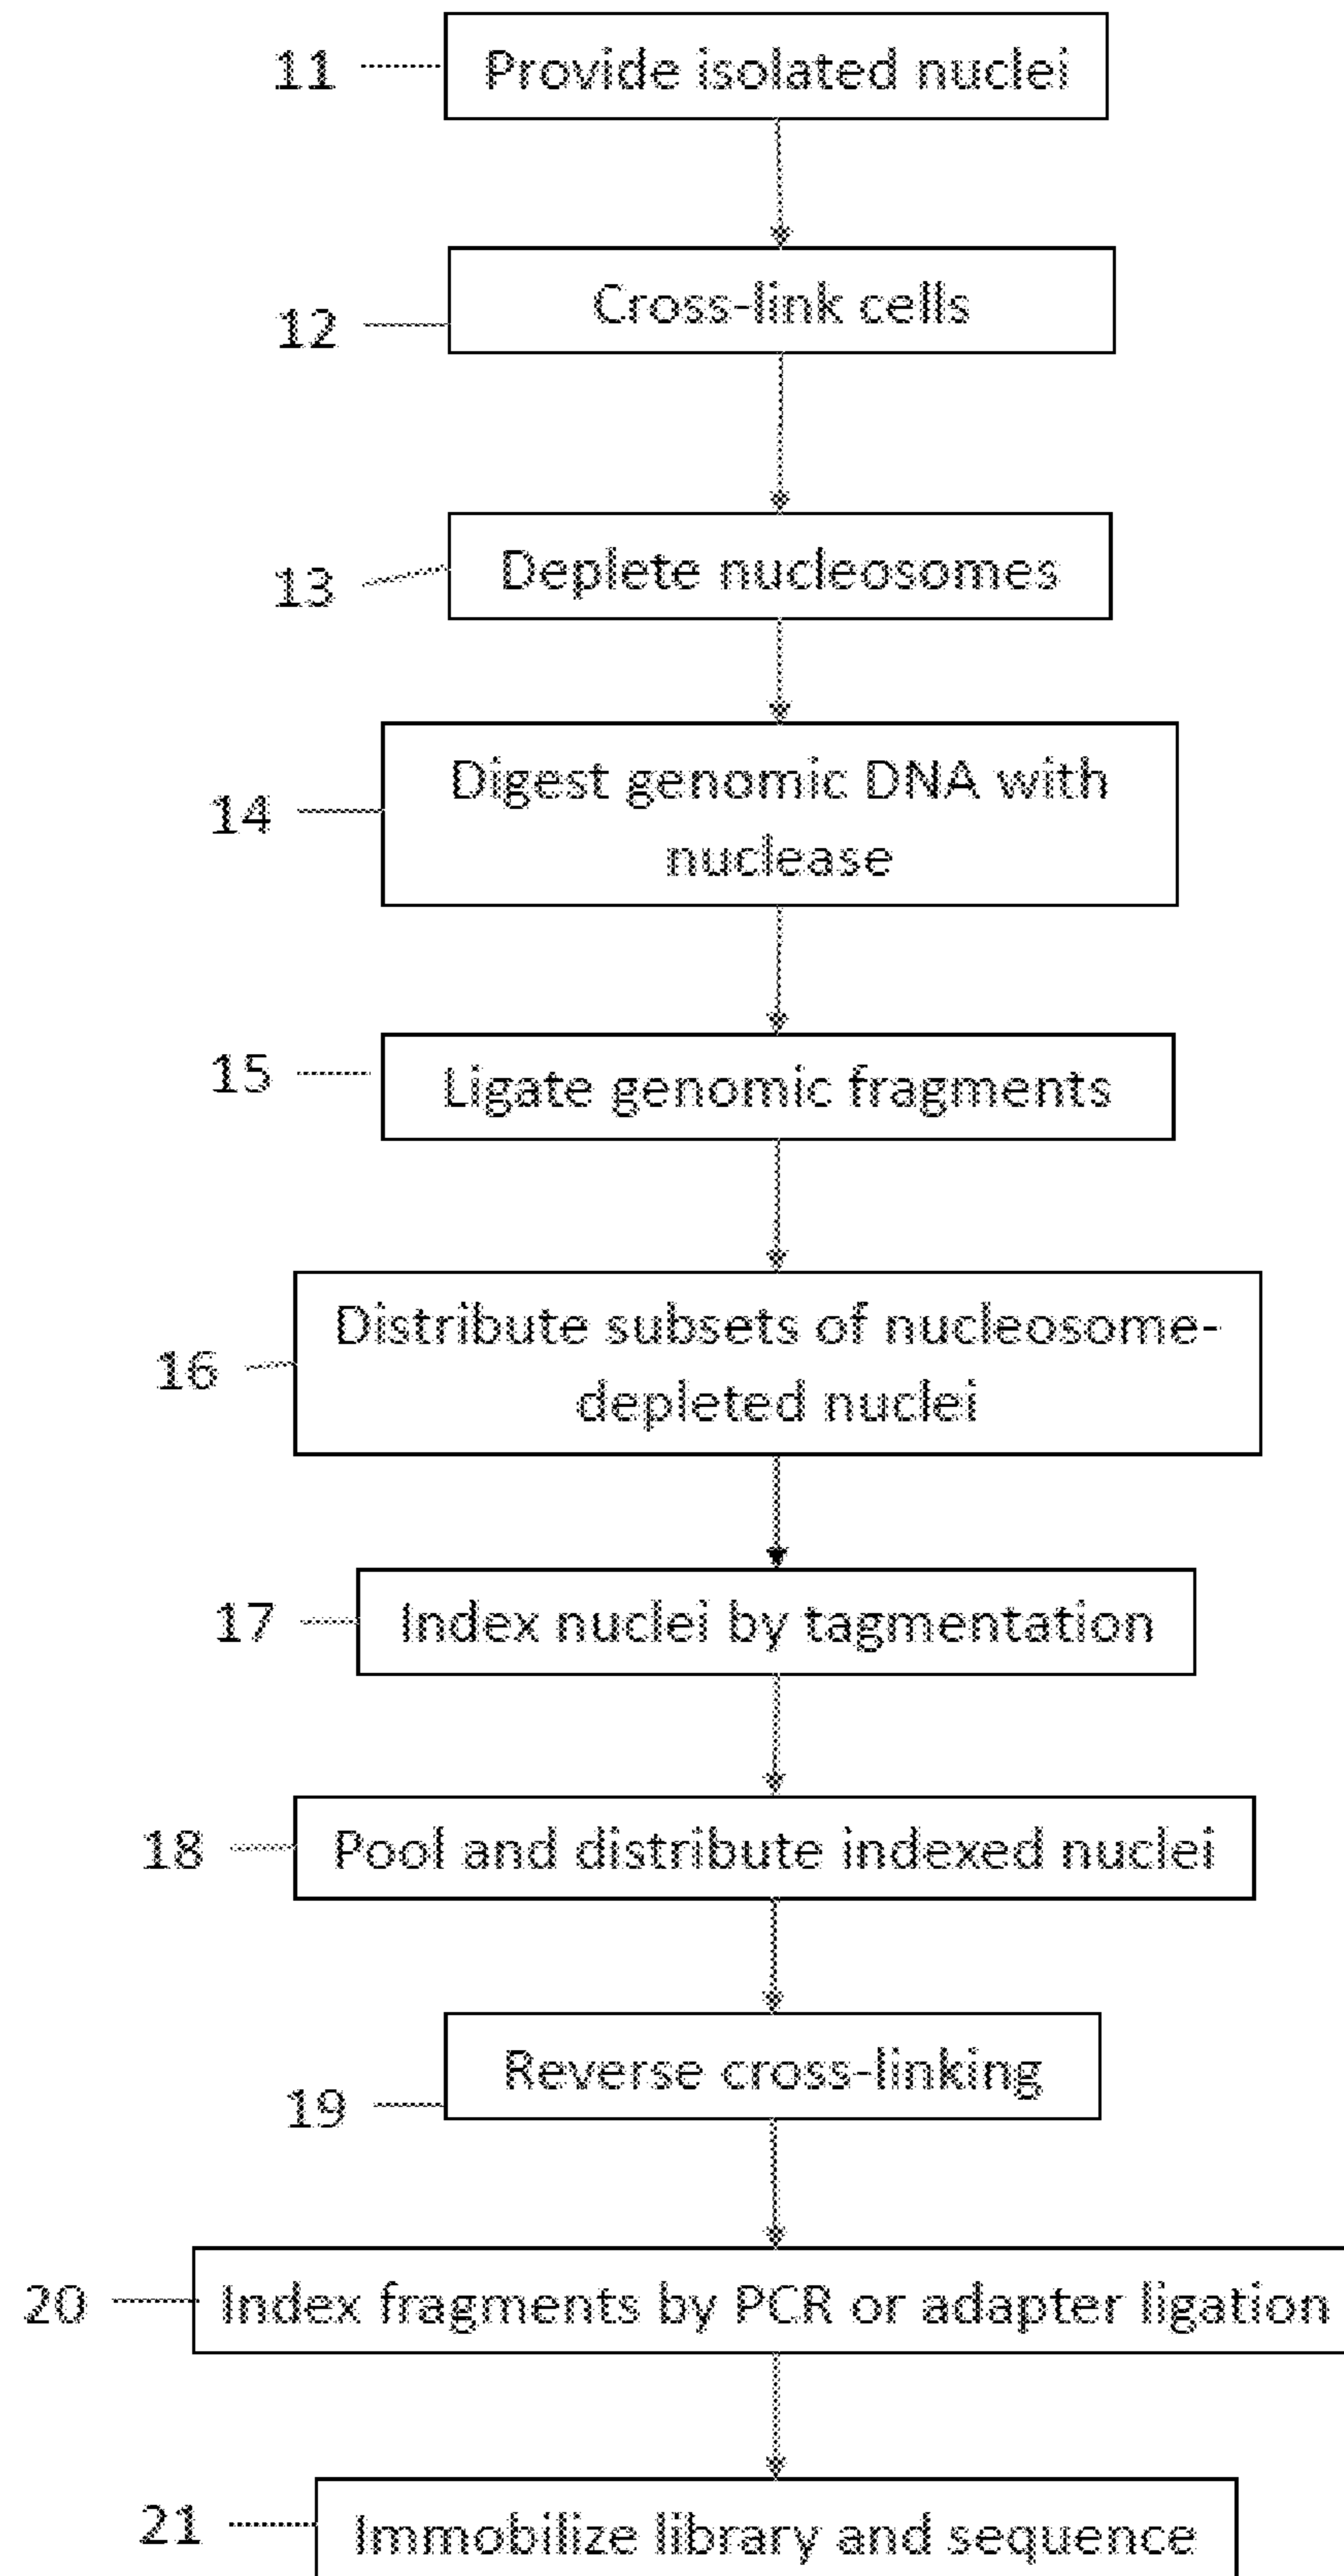 11 Provide isolated nuclei
12 Cross-link cells
13 Deplete nucleosomes
14 Digest genomic DNA with
nuclease
15 Ligate genomic fragments
16 Distribute subsets of nucleosome-
depleted nuclei
17 Index nuclei by tagmentation
18 Pool and distribute indexed nuclei
19 Reverse cross-linking
20 Index fragments by PCR or adapter ligation
21 Immobilize library and sequence